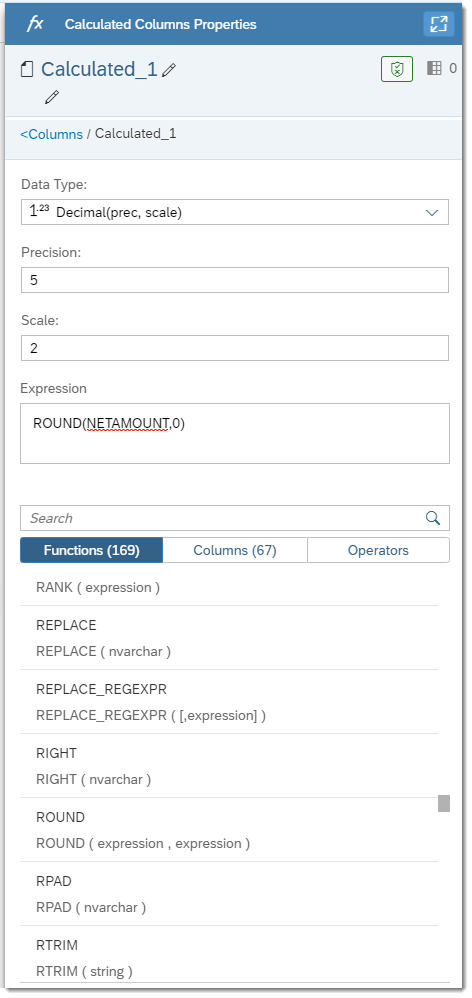 fx Calculated Columns Properties
Calculated_1
0
<Columns / Calculated_1
Data Type:
1.23 Decimal(prec, scale)
Precision:
5
Scale:
2
Expression
ROUND(NETAMOUNT,0)
Search
Functions (169) Columns (67) Operators
RANK ( expression )
REPLACE
REPLACE ( nvarchar )
REPLACE_REGEXPR
REPLACE_REGEXPR ( [,expression] )
RIGHT
RIGHT ( nvarchar )
ROUND
ROUND ( expression , expression )
RPAD
RPAD ( nvarchar )
RTRIM
RTRIM ( string )